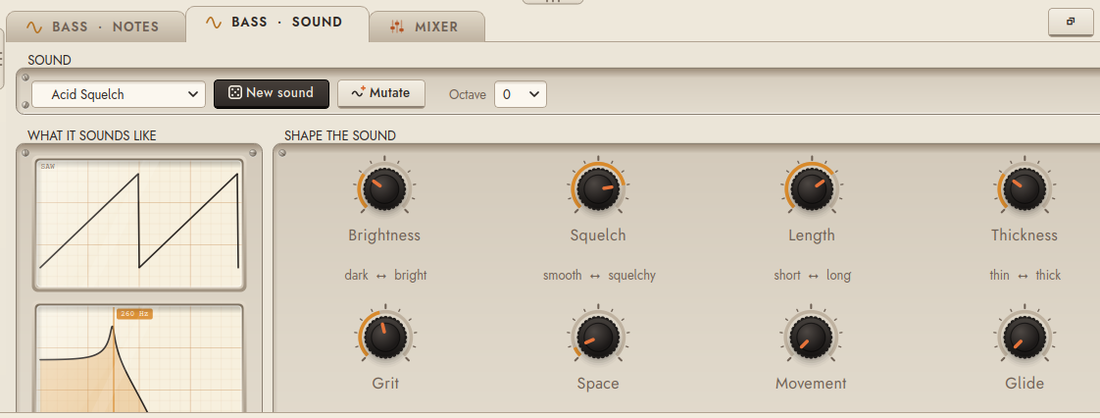 BASS · NOTES
BASS · SOUND
MIXER
SOUND
Acid Squelch
New sound
Mutate
Octave
0
WHAT IT SOUNDS LIKE
SHAPE THE SOUND
SAW
Brightness
Squelch
Length
Thickness
dark ↔ bright
smooth ↔ squelchy
short ↔ long
thin ↔ thick
360 Hz
Grit
Space
Movement
Glide